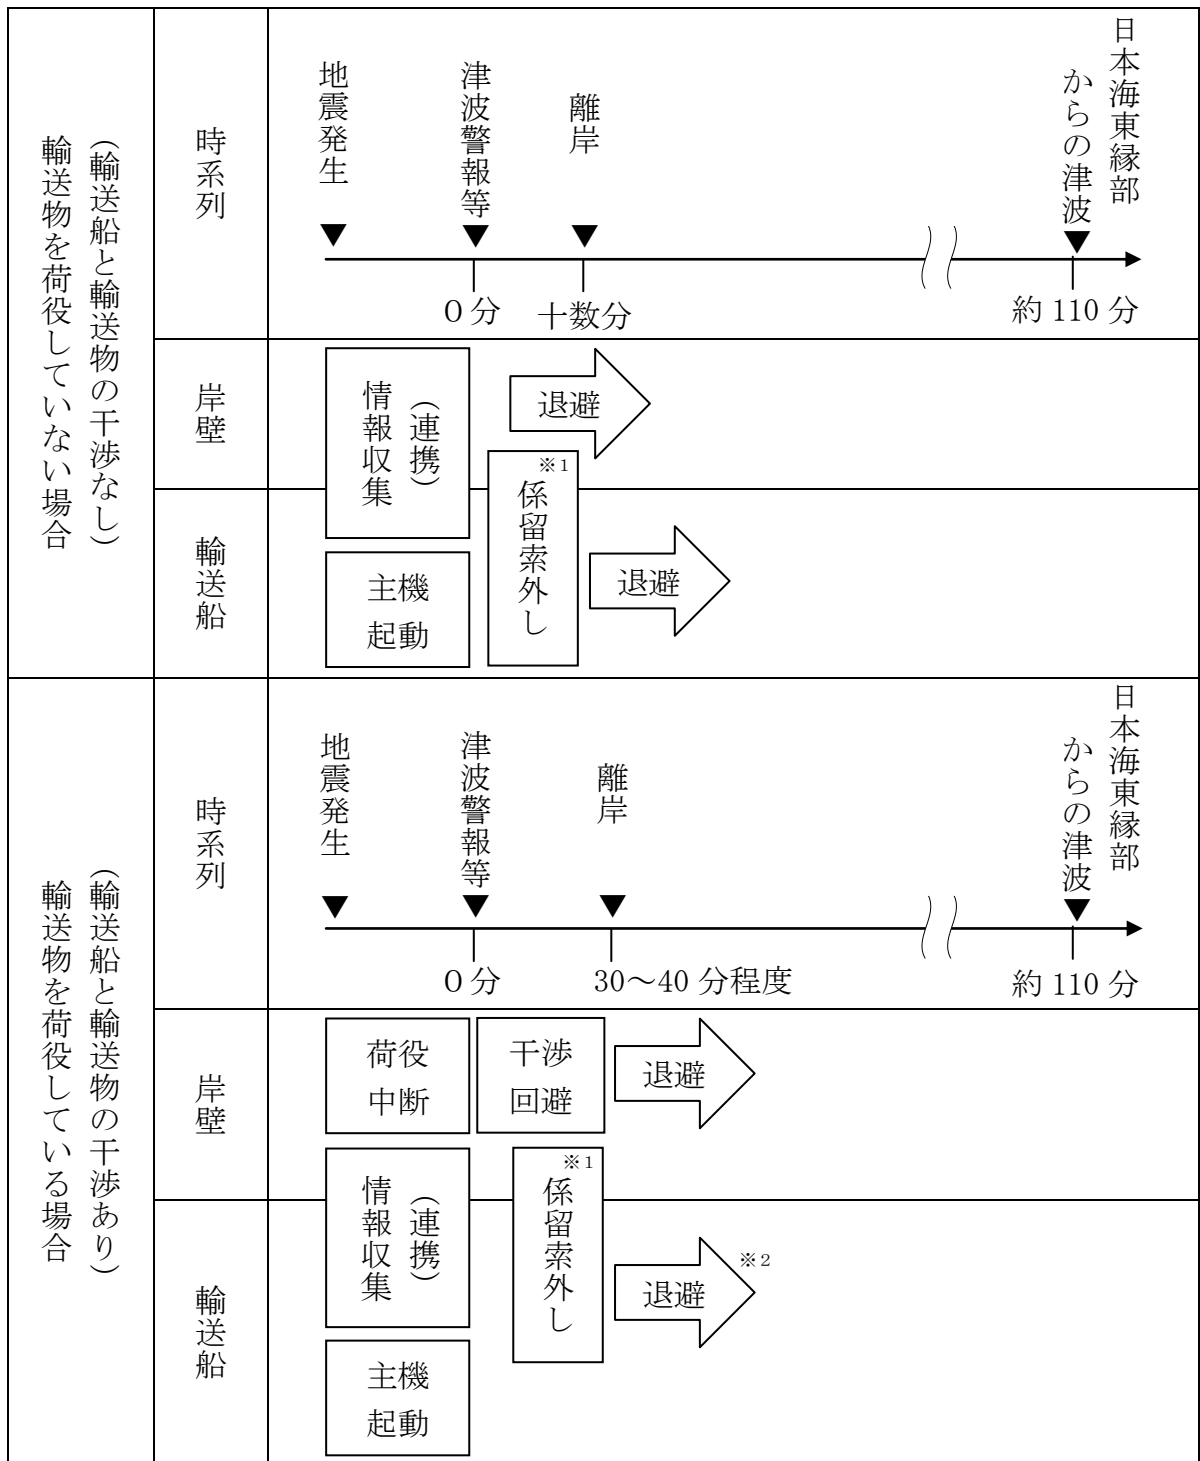 輸送物を荷役していない場合
（輸送船と輸送物の干渉なし）
時系列
地震発生
津波警報等
離岸
日本海東縁部
からの津波
0分
十数分
約110分
岸壁
情報収集
（連携）
退避
※1
係留索外し
輸送船
主機
起動
退避
輸送物を荷役している場合
（輸送船と輸送物の干渉あり）
時系列
地震発生
津波警報等
離岸
日本海東縁部
からの津波
0分
30～40分程度
約110分
岸壁
荷役
中断
干渉
回避
退避
情報収集
（連携）
※1
係留索外し
輸送船
退避
※2
主機
起動